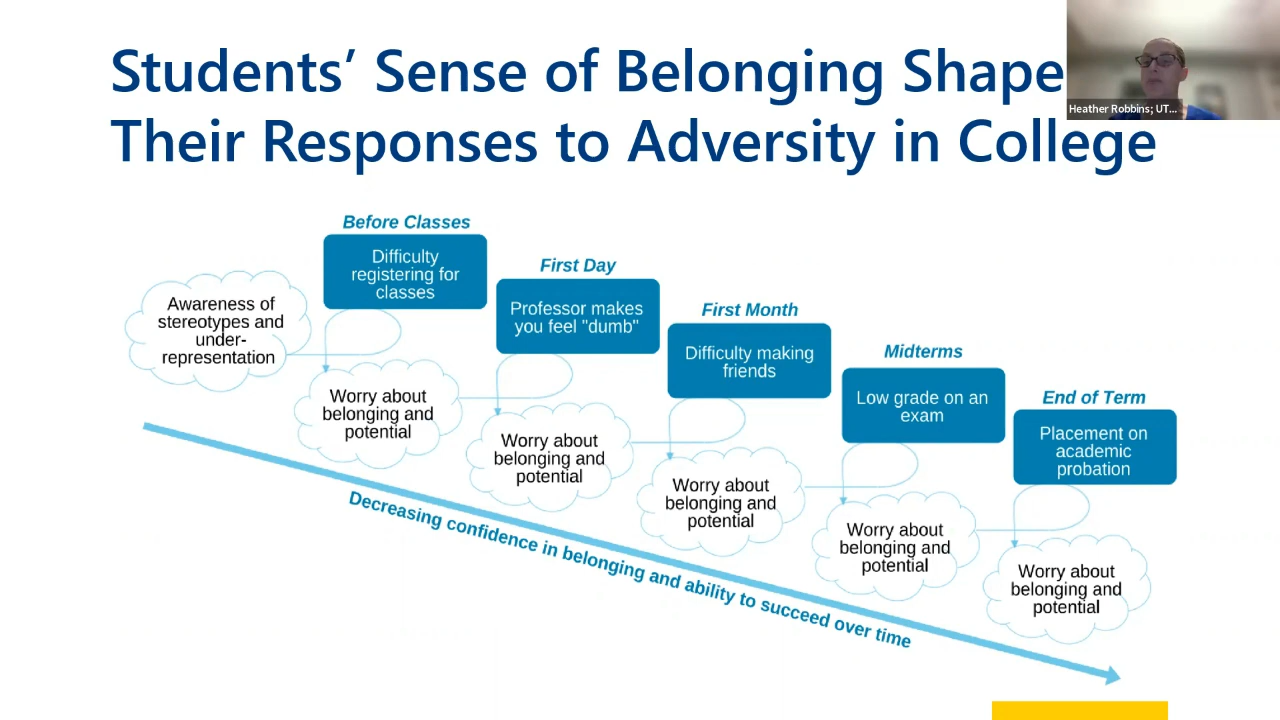 Students’ Sense of Belonging Shape
Their Responses to Adversity in College
Heather Robbins; UT...
Before Classes
Difficulty
registering for
classes
First Day
Professor makes
you feel "dumb"
First Month
Difficulty making
friends
Midterms
Low grade on an
exam
End of Term
Placement on
academic
probation
Awareness of
stereotypes and
under-
representation
Worry about
belonging and
potential
Worry about
belonging and
potential
Worry about
belonging and
potential
Worry about
belonging and
potential
Worry about
belonging and
potential
Decreasing confidence in belonging and ability to succeed over time